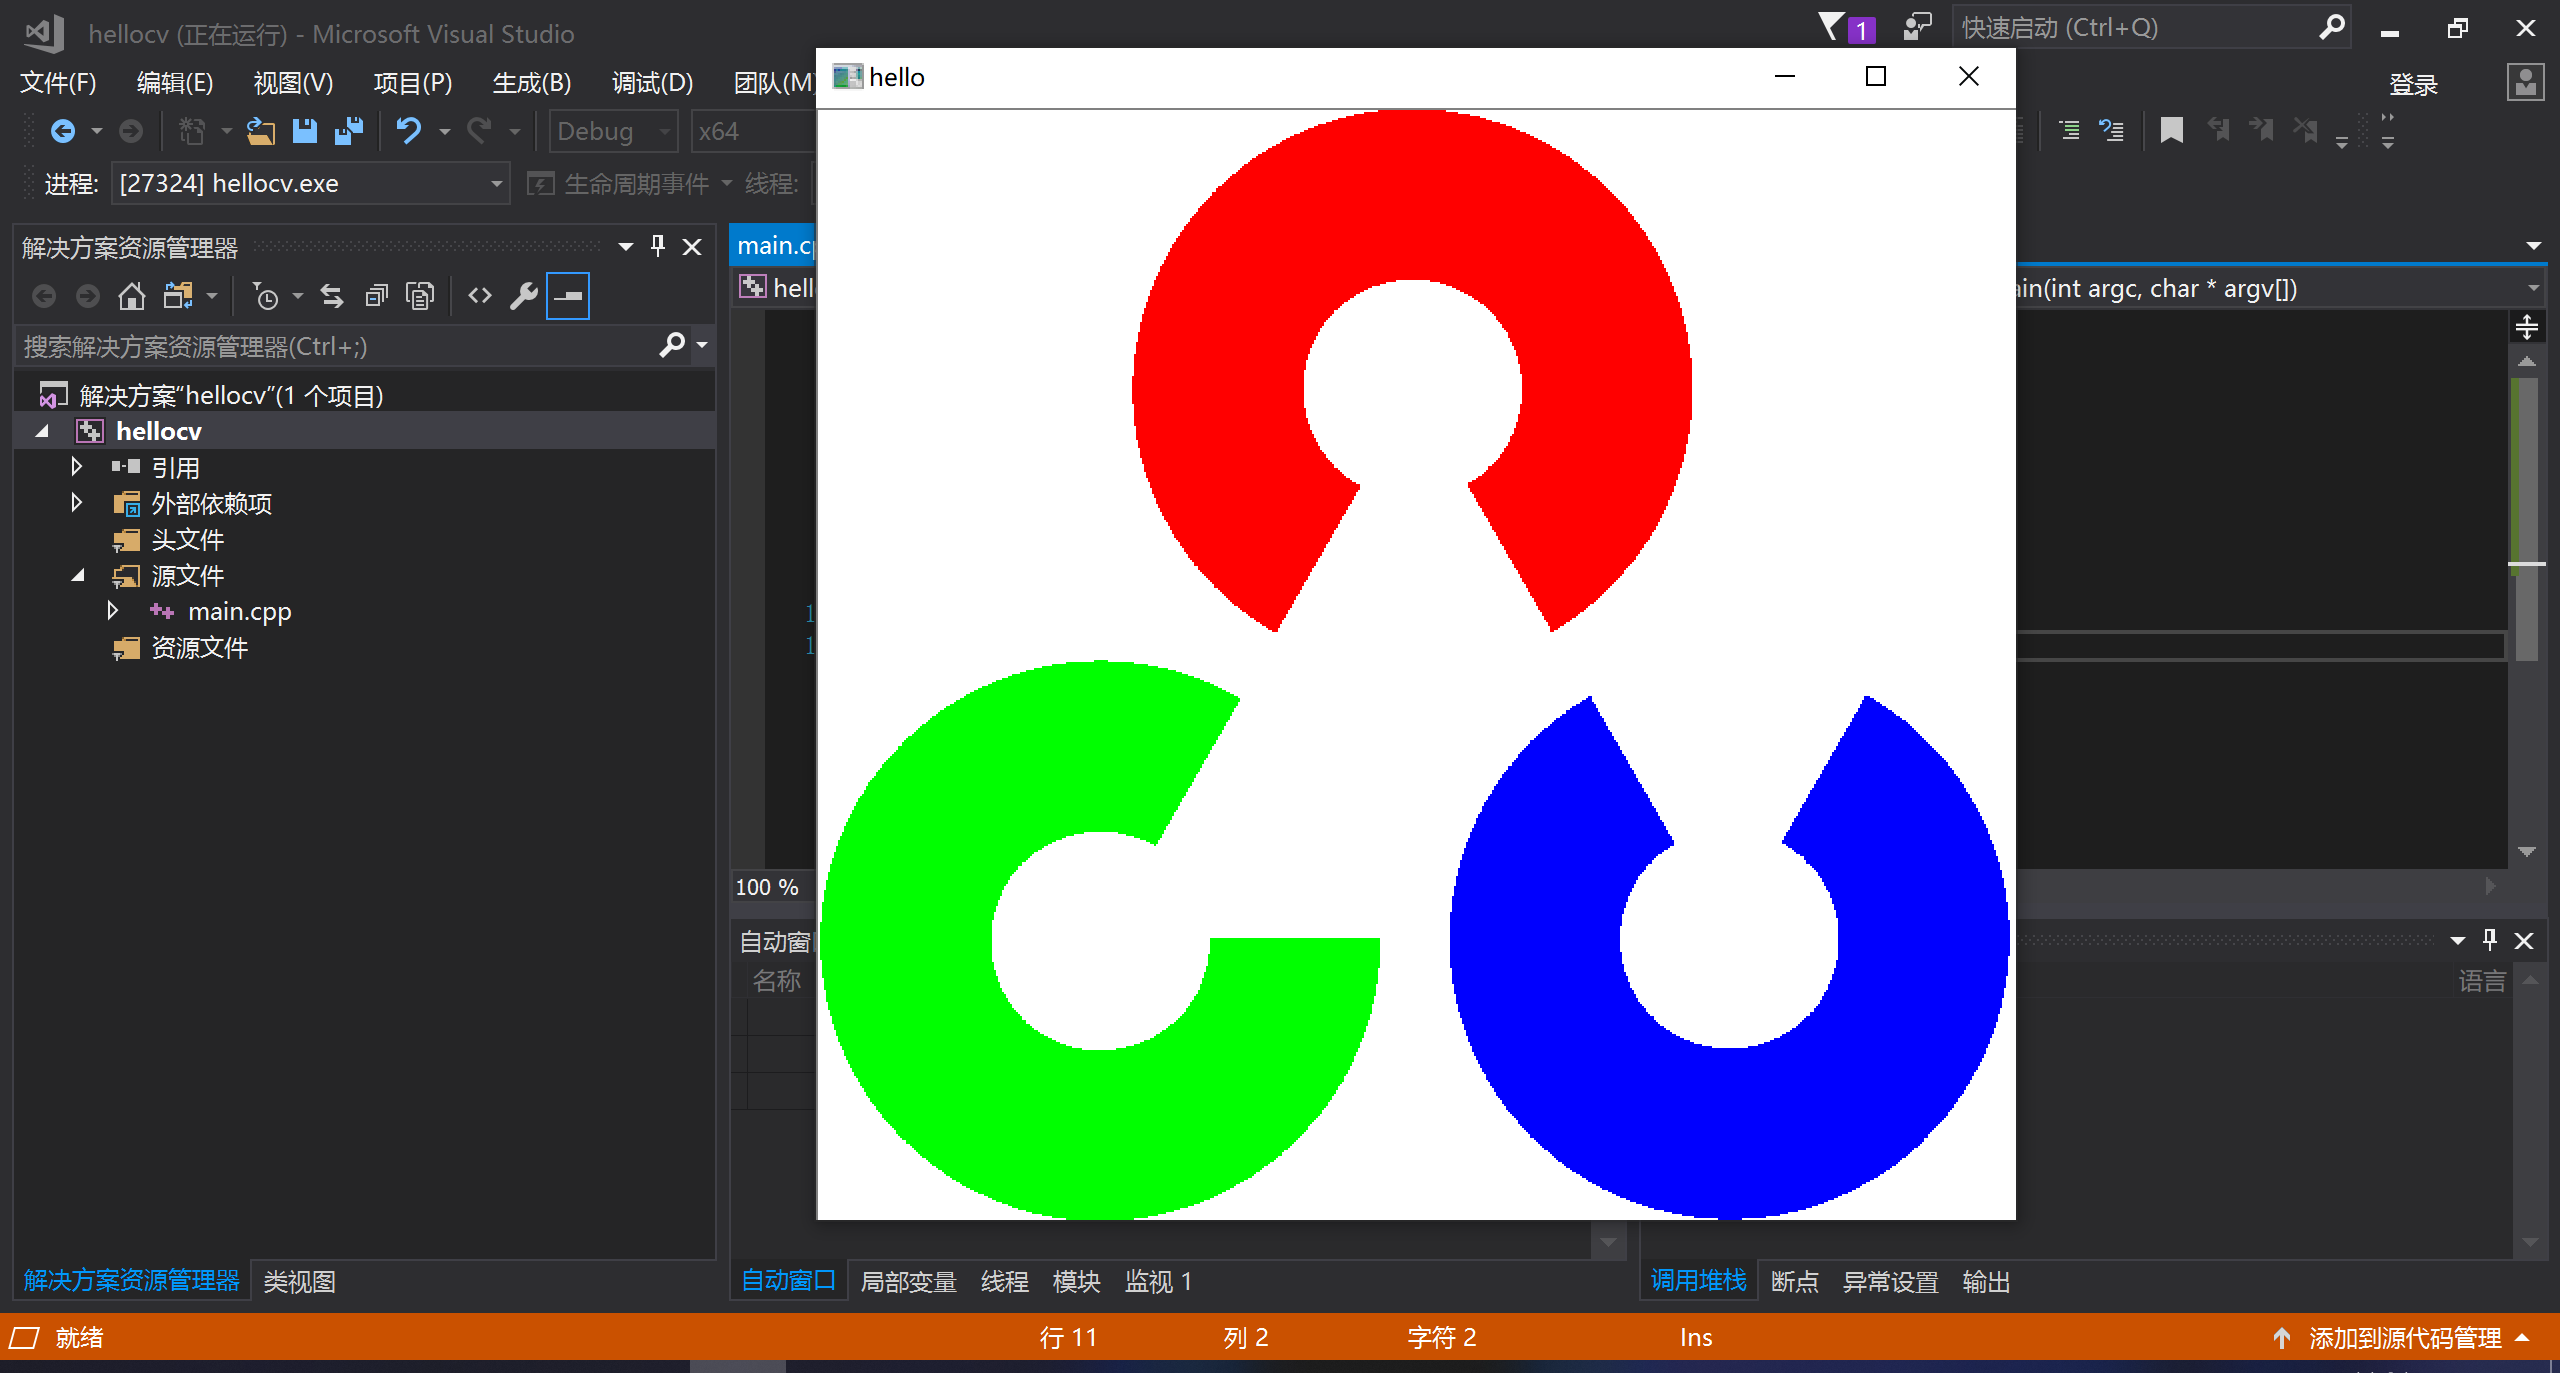 hellocv (正在运行) - Microsoft Visual Studio
1
快速启动 (Ctrl+Q)
文件(F) 编辑(E) 视图(V) 项目(P) 生成(B) 调试(D) 团队(M)
登录
hello
Debug
x64
进程: [27324] hellocv.exe 生命周期事件 线程:
解决方案资源管理器
搜索解决方案资源管理器(Ctrl+;)
解决方案"hellocv"(1 个项目)
hellocv
引用
外部依赖项
头文件
源文件
main.cpp
资源文件
main.cp
hell
ain(int argc, char * argv[])
1
1
100 %
自动窗
名称
语言
解决方案资源管理器 类视图
自动窗口 局部变量 线程 模块 监视 1
调用堆栈 断点 异常设置 输出
就绪
行 11 列 2 字符 2 Ins
添加到源代码管理